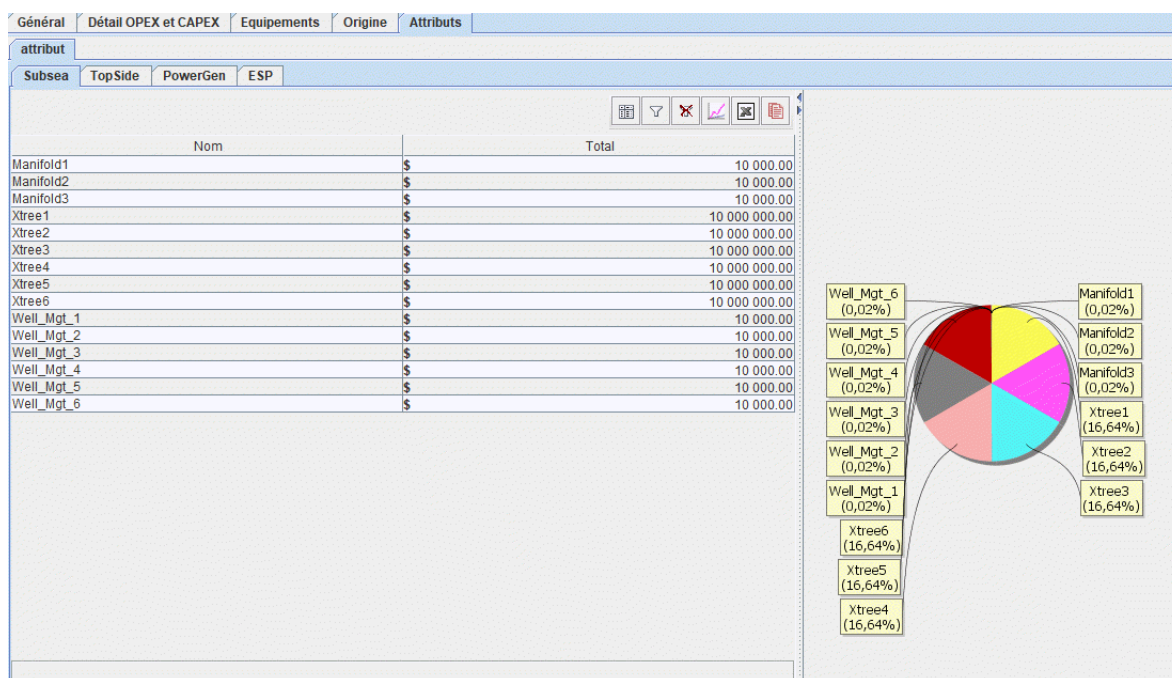 Général Détail OPEX et CAPEX Equipements Origine Attributs
attribut
Subsea TopSide PowerGen ESP
Nom Total
Manifold1 $ 10 000.00
Manifold2 $ 10 000.00
Manifold3 $ 10 000.00
Xtree1 $ 10 000 000.00
Xtree2 $ 10 000 000.00
Xtree3 $ 10 000 000.00
Xtree4 $ 10 000 000.00
Xtree5 $ 10 000 000.00
Xtree6 $ 10 000 000.00
Well_Mgt_1 $ 10 000.00
Well_Mgt_2 $ 10 000.00
Well_Mgt_3 $ 10 000.00
Well_Mgt_4 $ 10 000.00
Well_Mgt_5 $ 10 000.00
Well_Mgt_6 $ 10 000.00
Well_Mgt_6
(0,02%)
Well_Mgt_5
(0,02%)
Well_Mgt_4
(0,02%)
Well_Mgt_3
(0,02%)
Well_Mgt_2
(0,02%)
Well_Mgt_1
(0,02%)
Xtree6
(16,64%)
Xtree5
(16,64%)
Xtree4
(16,64%)
Manifold1
(0,02%)
Manifold2
(0,02%)
Manifold3
(0,02%)
Xtree1
(16,64%)
Xtree2
(16,64%)
Xtree3
(16,64%)